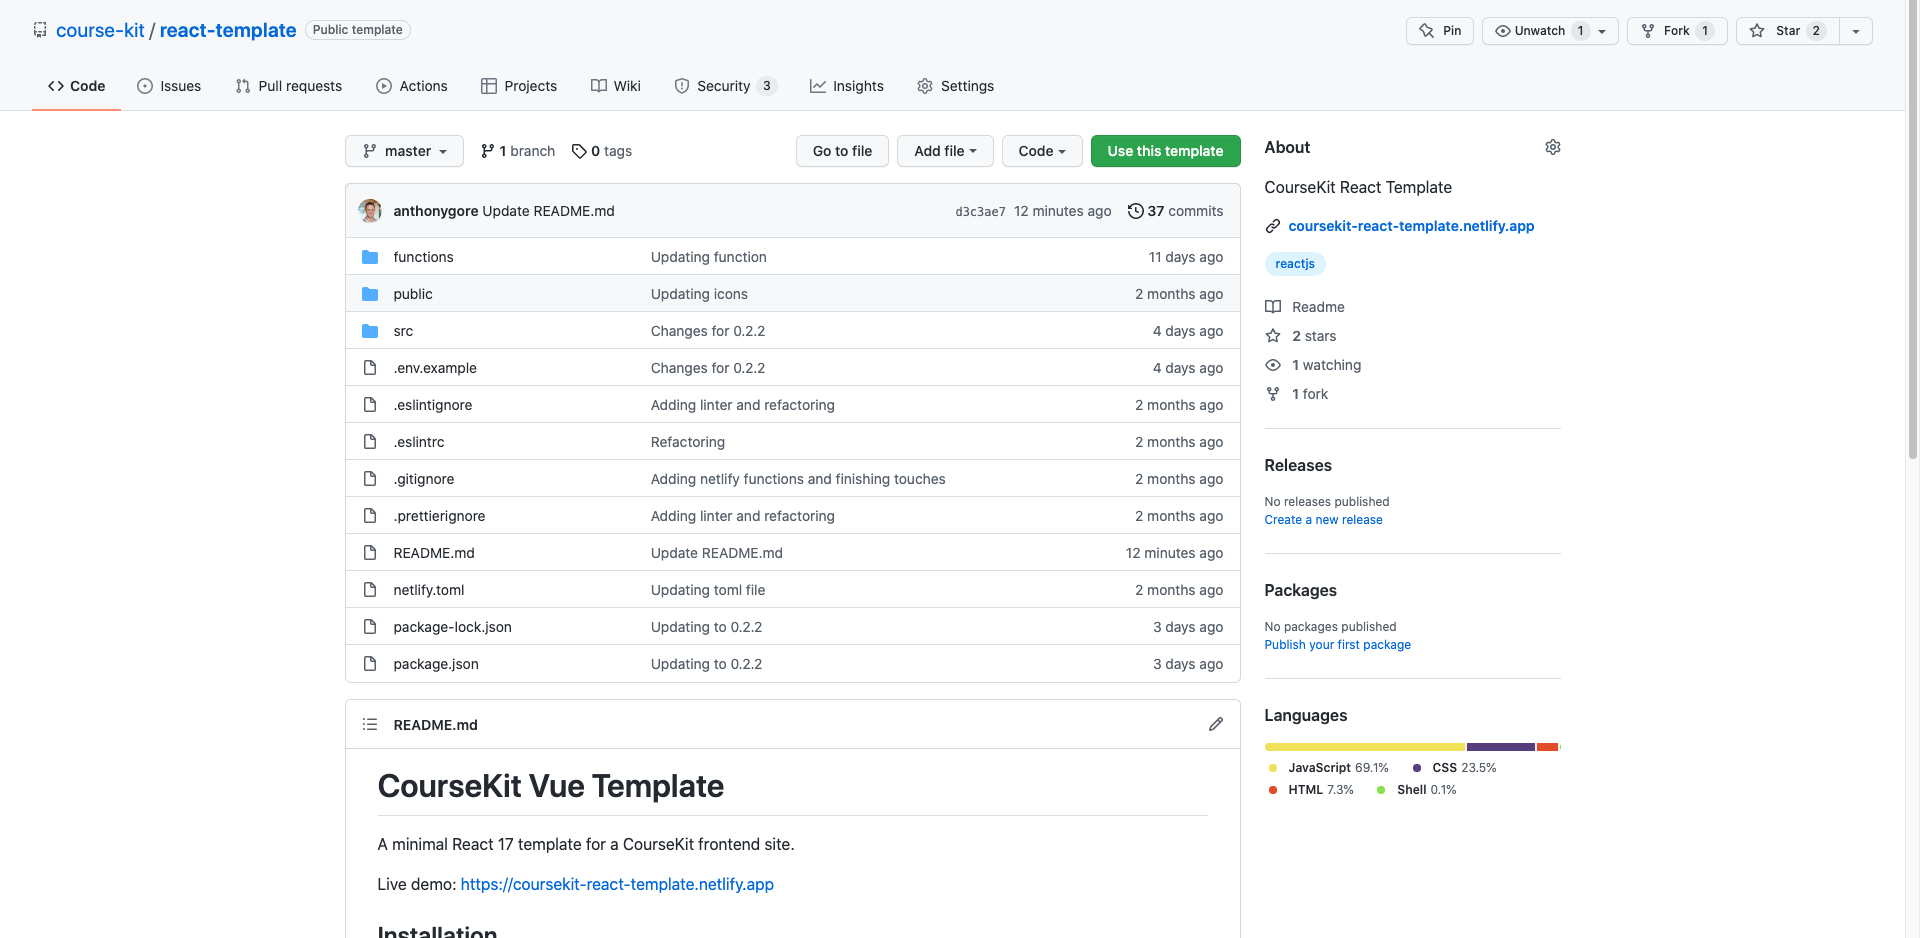 course-kit / react-template Public template
Pin Unwatch 1 Fork 1 Star 2
Code Issues Pull requests Actions Projects Wiki Security 3 Insights Settings
master 1 branch 0 tags Go to file Add file Code Use this template
anthonygore Update README.md d3c3ae7 12 minutes ago 37 commits
functions Updating function 11 days ago
public Updating icons 2 months ago
src Changes for 0.2.2 4 days ago
.env.example Changes for 0.2.2 4 days ago
.eslintignore Adding linter and refactoring 2 months ago
.eslintrc Refactoring 2 months ago
.gitignore Adding netlify functions and finishing touches 2 months ago
.prettierignore Adding linter and refactoring 2 months ago
README.md Update README.md 12 minutes ago
netlify.toml Updating toml file 2 months ago
package-lock.json Updating to 0.2.2 3 days ago
package.json Updating to 0.2.2 3 days ago
README.md
CourseKit Vue Template
A minimal React 17 template for a CourseKit frontend site.
Live demo: https://coursekit-react-template.netlify.app
Installation
About
CourseKit React Template
coursekit-react-template.netlify.app
reactjs
Readme
2 stars
1 watching
1 fork
Releases
No releases published
Create a new release
Packages
No packages published
Publish your first package
Languages
JavaScript 69.1% CSS 23.5%
HTML 7.3% Shell 0.1%